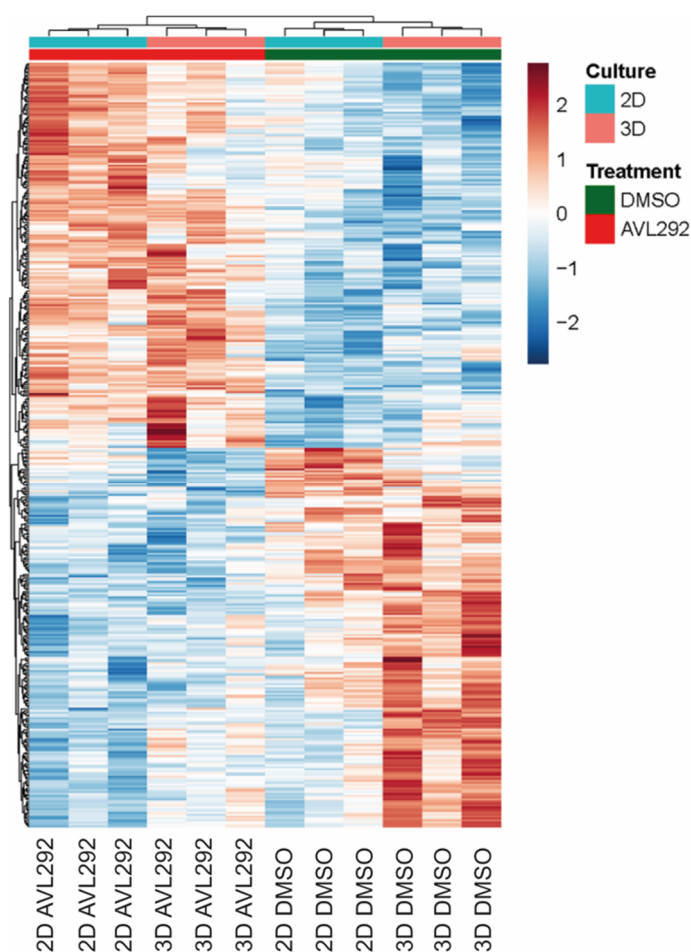 Culture
2D
3D
Treatment
DMSO
AVL292
2
1
0
−1
−2
2D AVL292
2D AVL292
2D AVL292
3D AVL292
3D AVL292
3D AVL292
2D DMSO
2D DMSO
2D DMSO
3D DMSO
3D DMSO
3D DMSO